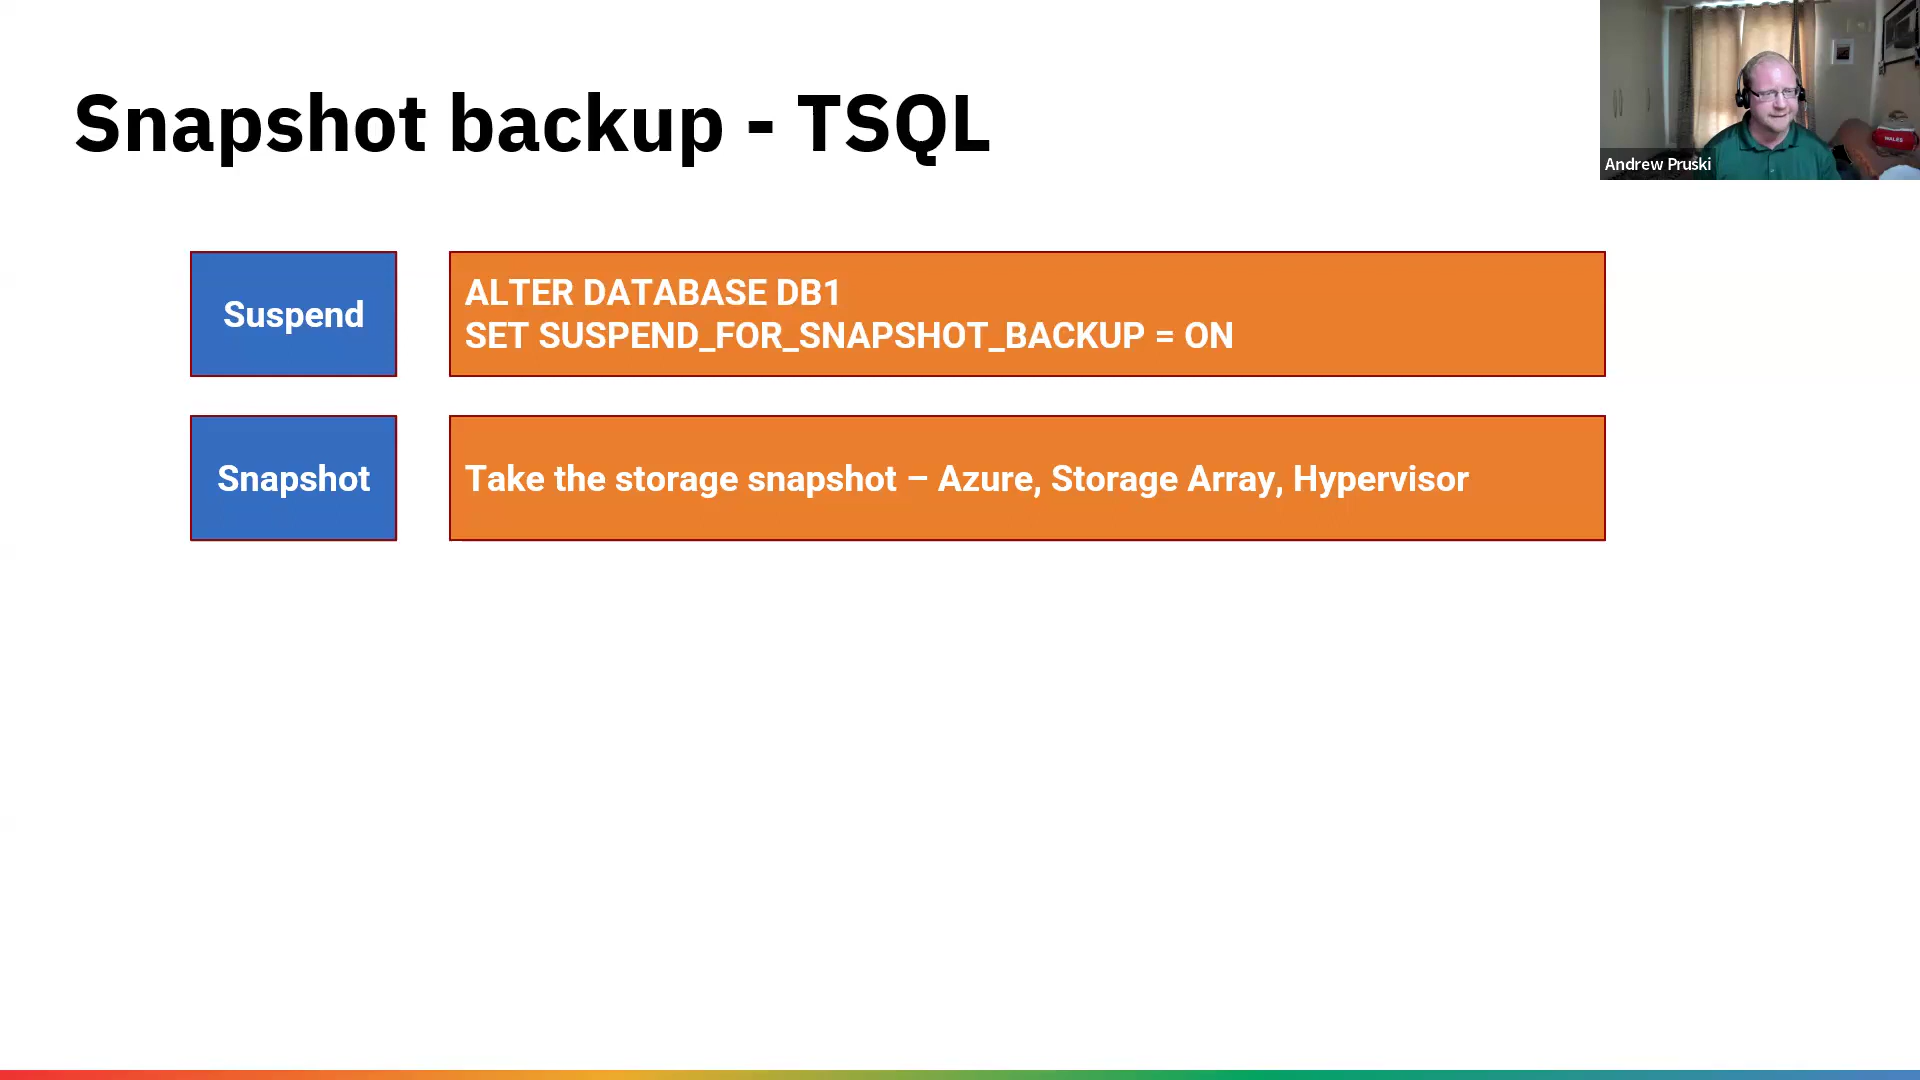 Snapshot backup - TSQL
Andrew Pruski
WALES
Suspend
ALTER DATABASE DB1
SET SUSPEND_FOR_SNAPSHOT_BACKUP = ON
Snapshot
Take the storage snapshot – Azure, Storage Array, Hypervisor